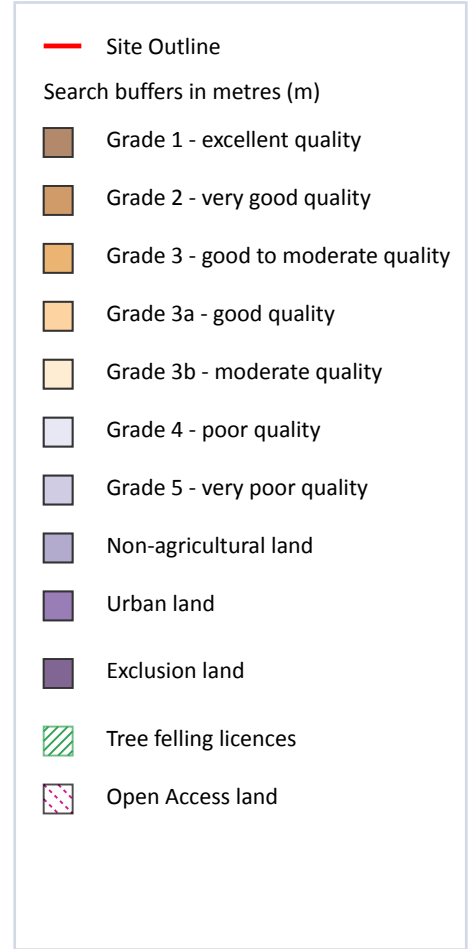 Site Outline
Search buffers in metres (m)
Grade 1 - excellent quality
Grade 2 - very good quality
Grade 3 - good to moderate quality
Grade 3a - good quality
Grade 3b - moderate quality
Grade 4 - poor quality
Grade 5 - very poor quality
Non-agricultural land
Urban land
Exclusion land
Tree felling licences
Open Access land